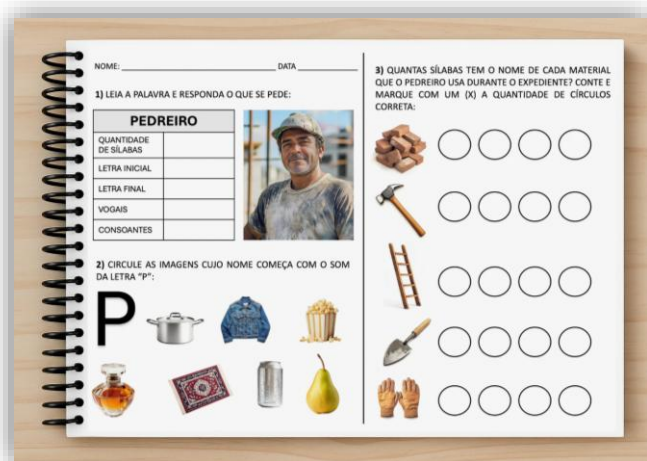 NOME: ______________________ DATA __________
1) LEIA A PALAVRA E RESPONDA O QUE SE PEDE:
PEDREIRO
QUANTIDADE
DE SÍLABAS
LETRA INICIAL
LETRA FINAL
VOGAIS
CONSOANTES
2) CIRCULE AS IMAGENS CUJO NOME COMEÇA COM O SOM
DA LETRA "P":
P
3) QUANTAS SÍLABAS TEM O NOME DE CADA MATERIAL
QUE O PEDREIRO USA DURANTE O EXPEDIENTE? CONTE E
MARQUE COM UM (X) A QUANTIDADE DE CÍRCULOS
CORRETA: